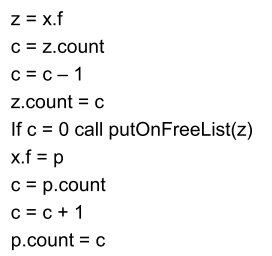 z = x.f
c = z.count
c = c – 1
z.count = c
If c = 0 call putOnFreeList(z)
x.f = p
c = p.count
c = c + 1
p.count = c